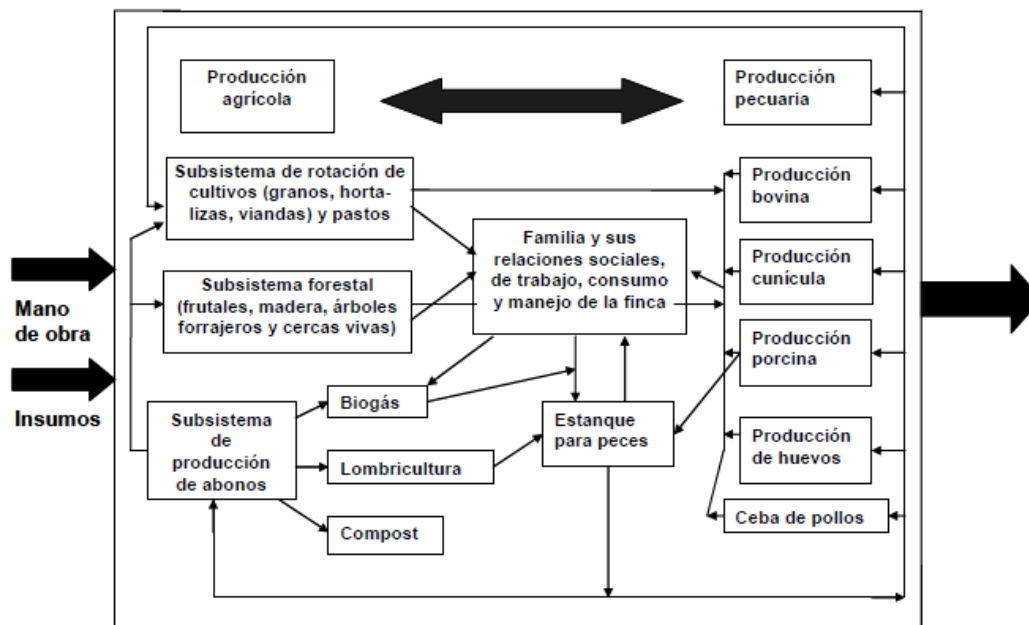 Producción
agrícola
Producción
pecuaria
Subsistema de rotación de
cultivos (granos, horta-
lizas, viandas) y pastos
Producción
bovina
Familia y sus
relaciones sociales,
de trabajo, consumo
y manejo de la finca
Producción
cunícula
Subsistema forestal
(frutales, madera, árboles
forrajeros y cercas vivas)
Mano
de obra
Producción
porcina
Insumos
Biogás
Subsistema
de
producción
de abonos
Estanque
para peces
Producción
de huevos
Lombricultura
Ceba de pollos
Compost